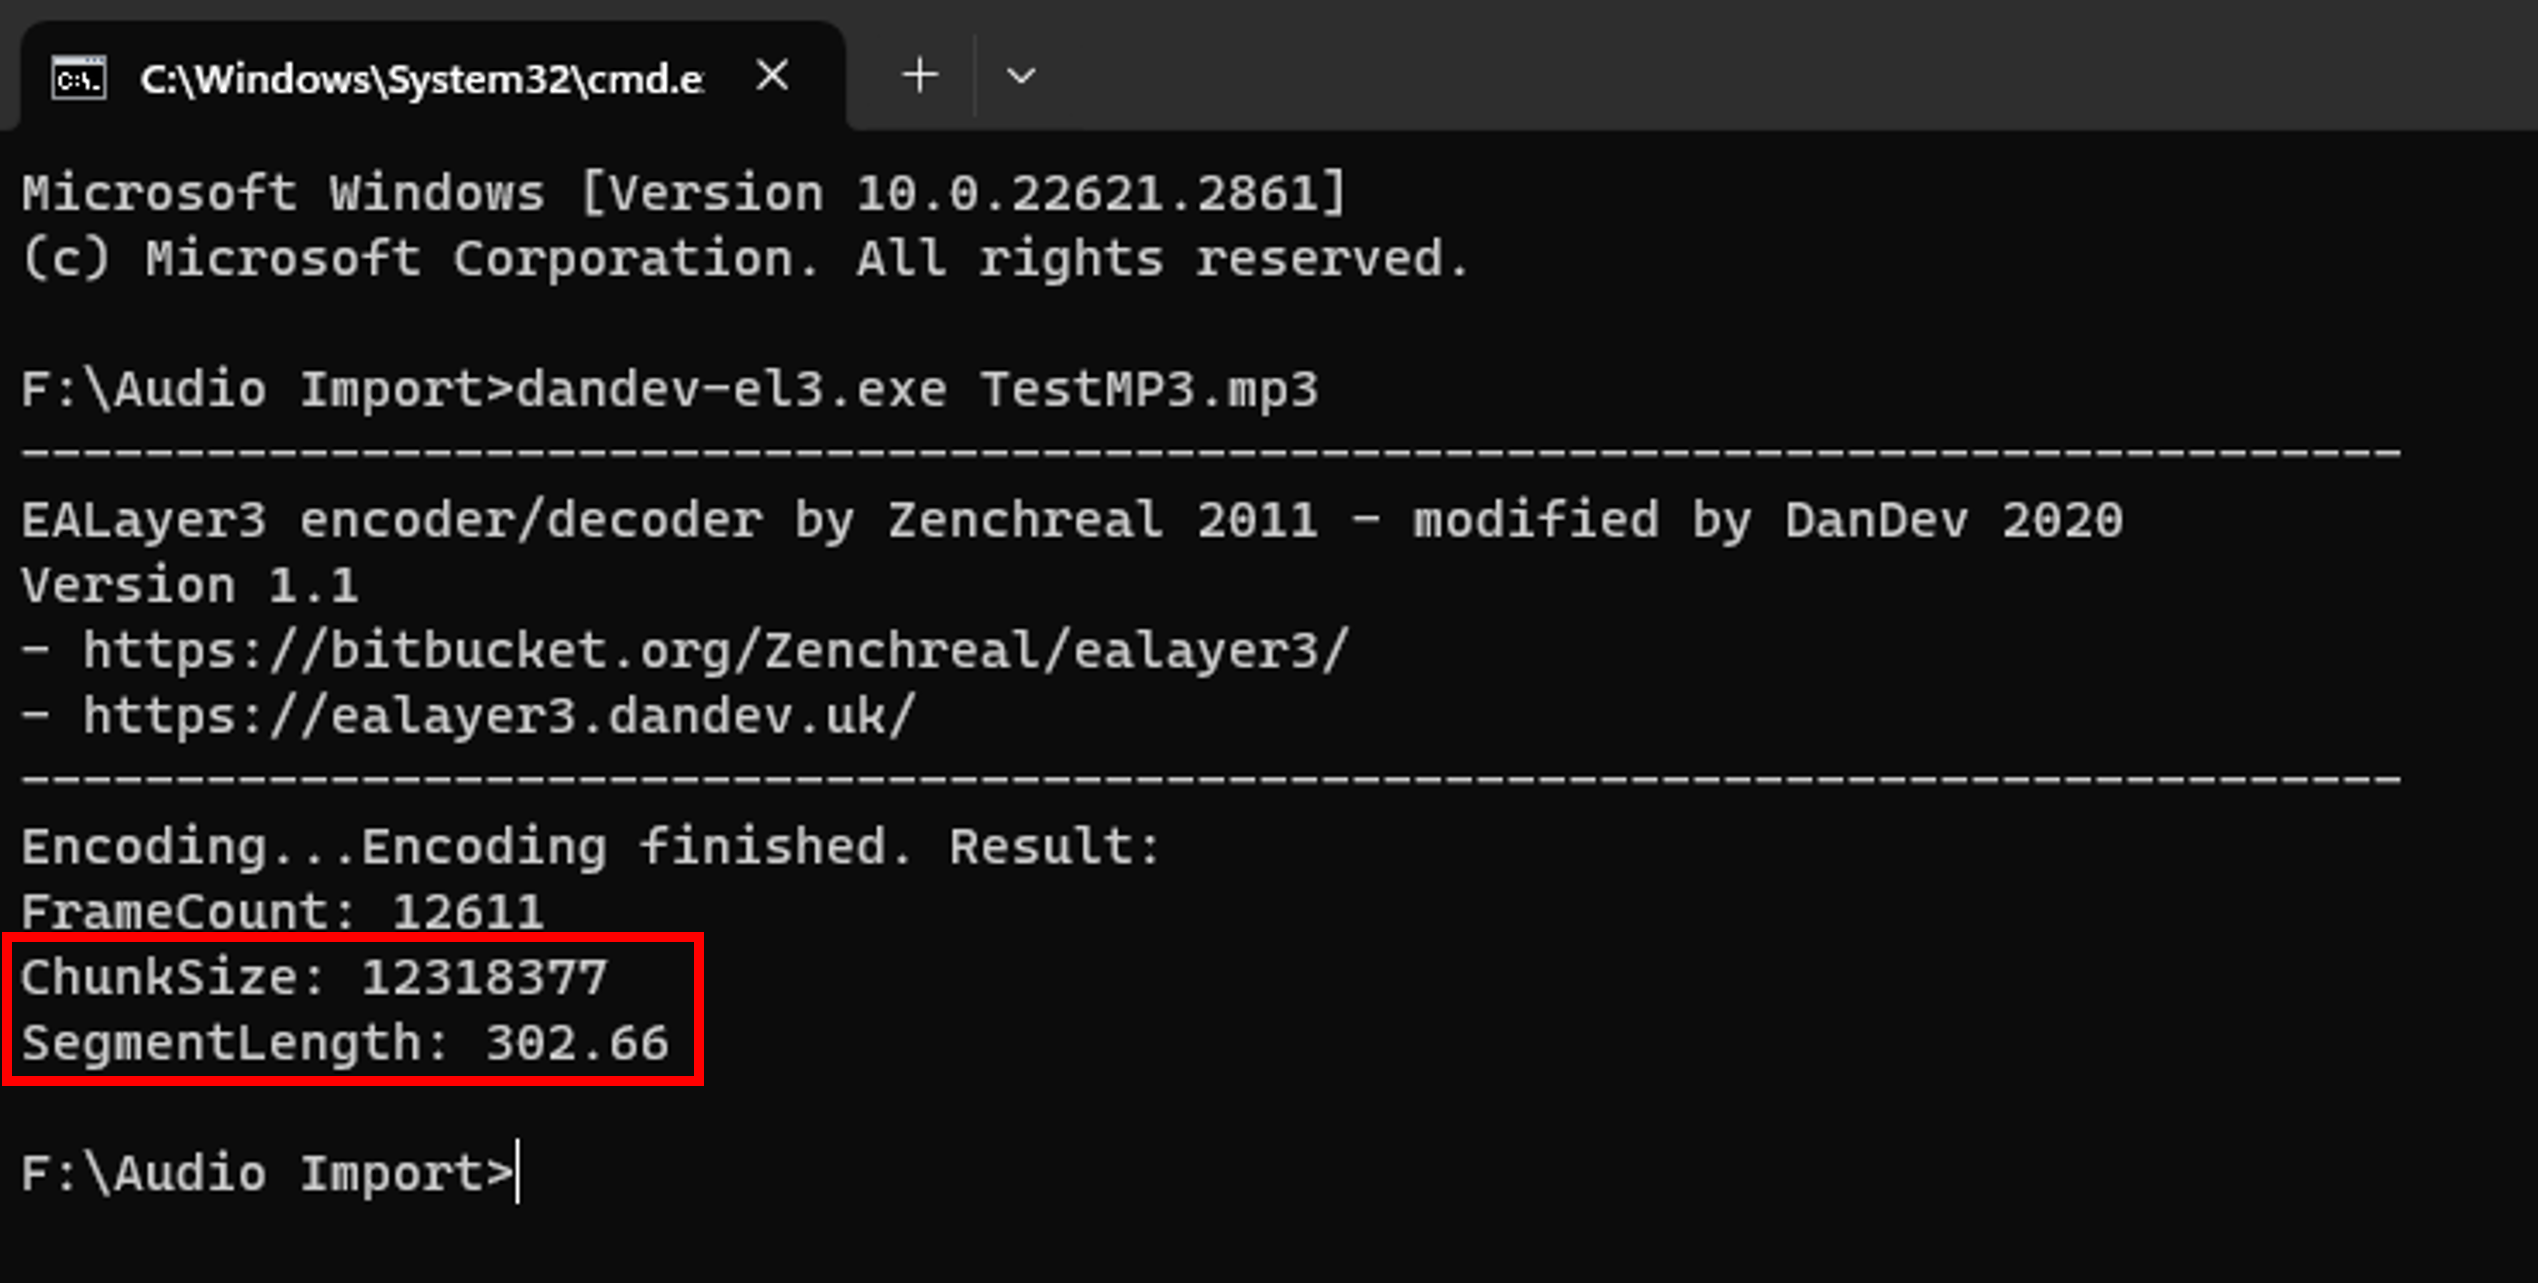 C:\Windows\System32\cmd.e
Microsoft Windows [Version 10.0.22621.2861]
(c) Microsoft Corporation. All rights reserved.
F:\Audio Import>dandev-el3.exe TestMP3.mp3
-----------------------------------------------------------------------------
EALayer3 encoder/decoder by Zenchreal 2011 - modified by DanDev 2020
Version 1.1
- https://bitbucket.org/Zenchreal/ealayer3/
- https://ealayer3.dandev.uk/
-----------------------------------------------------------------------------
Encoding...Encoding finished. Result:
FrameCount: 12611
ChunkSize: 12318377
SegmentLength: 302.66
F:\Audio Import>